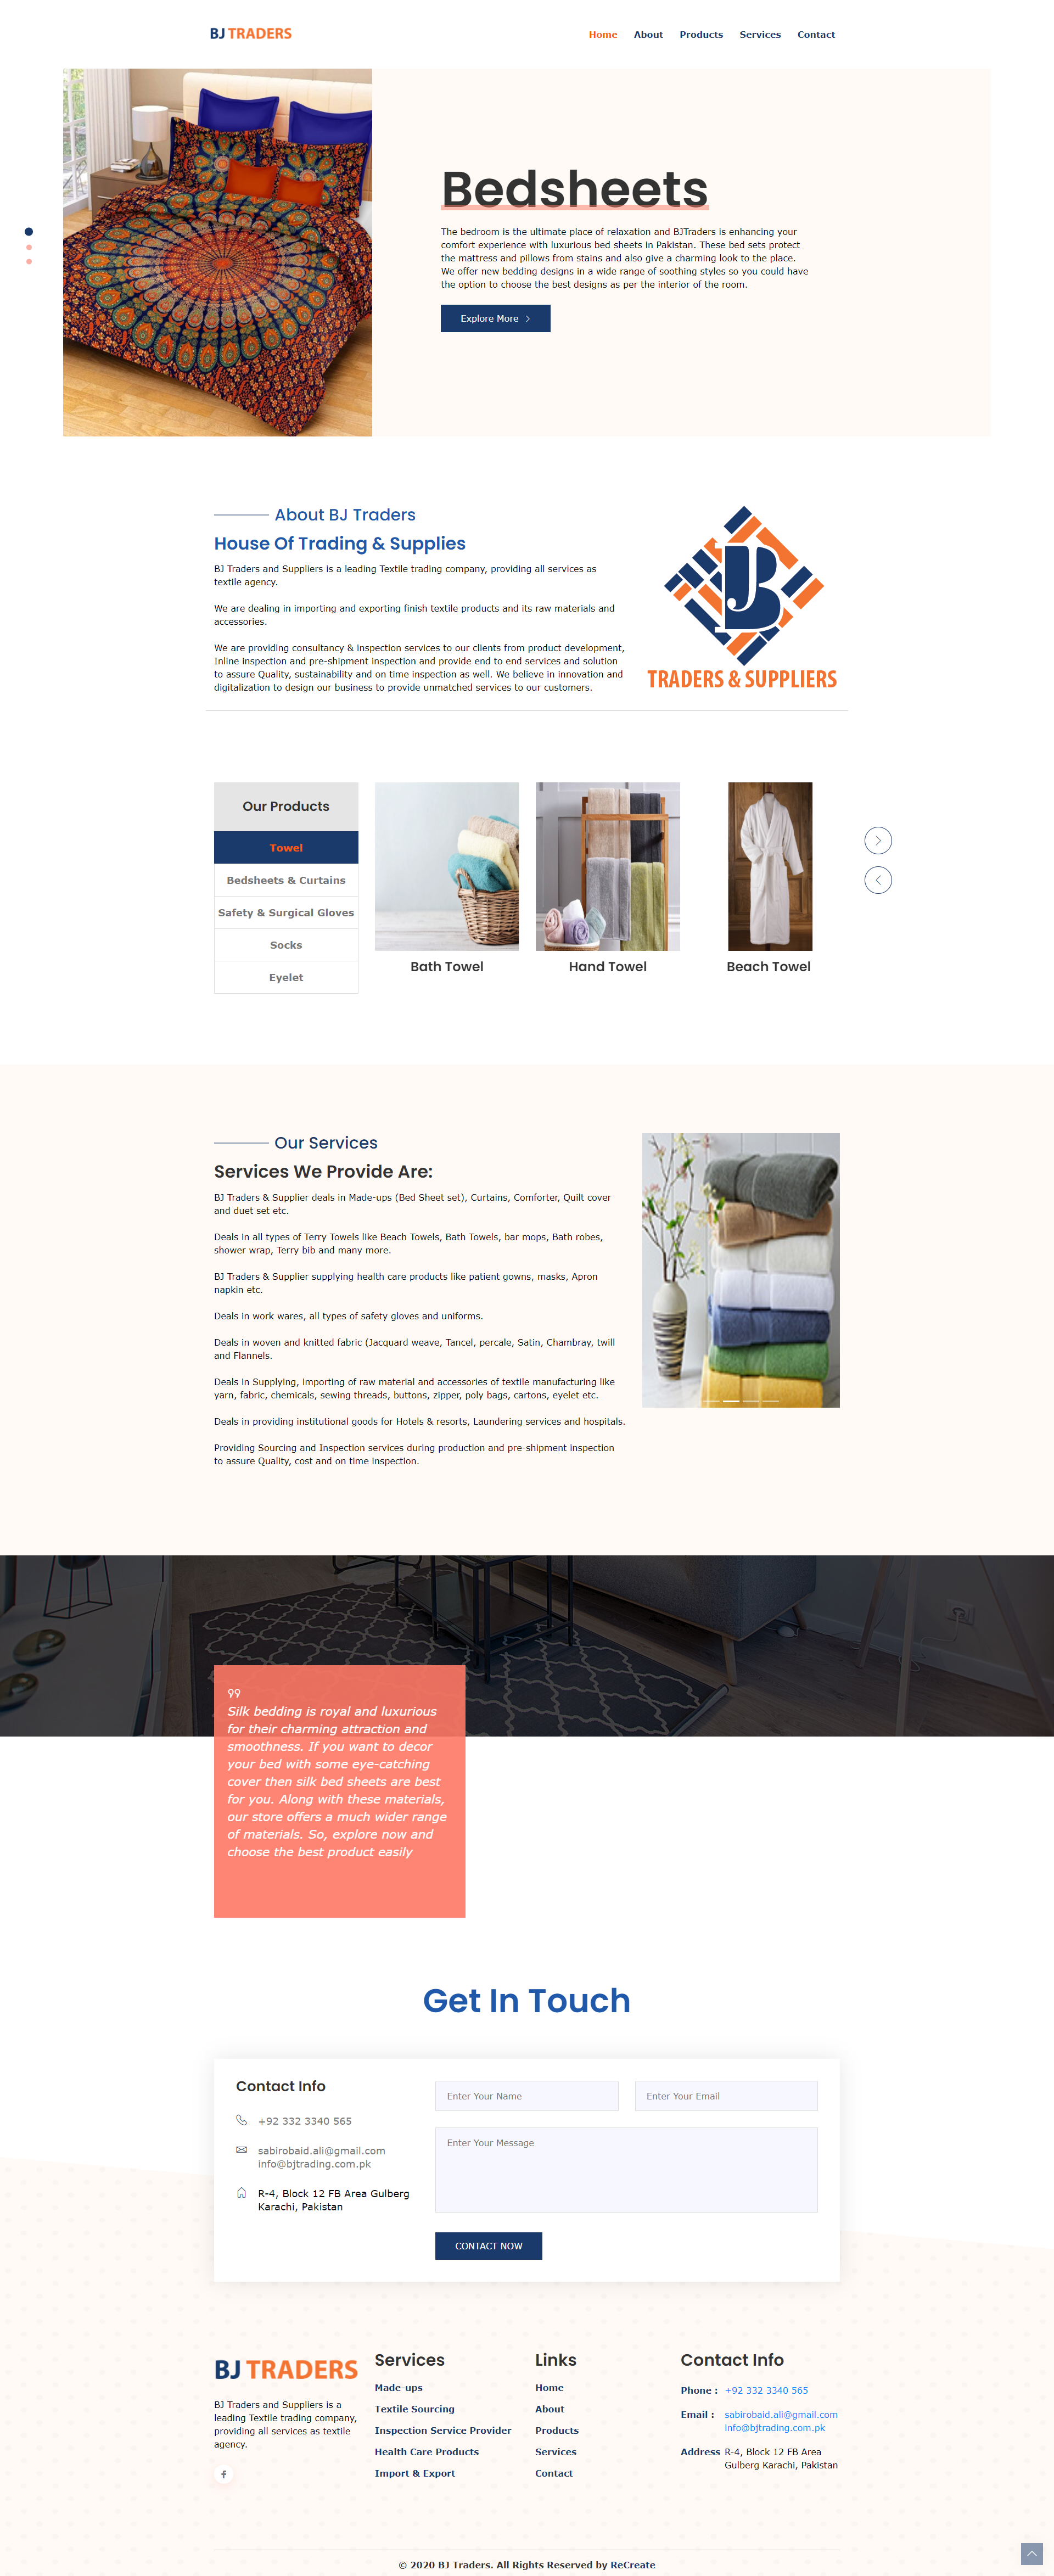 BJ TRADERS
Home About Products Services Contact
Bedsheets
The bedroom is the ultimate place of relaxation and BJTraders is enhancing your
comfort experience with luxurious bed sheets in Pakistan. These bed sets protect
the mattress and pillows from stains and also give a charming look to the place.
We offer new bedding designs in a wide range of soothing styles so you could have
the option to choose the best designs as per the interior of the room.
Explore More
About BJ Traders
House Of Trading & Supplies
BJ Traders and Suppliers is a leading Textile trading company, providing all services as
textile agency.
We are dealing in importing and exporting finish textile products and its raw materials and
accessories.
We are providing consultancy & inspection services to our clients from product development,
Inline inspection and pre-shipment inspection and provide end to end services and solution
to assure Quality, sustainability and on time inspection as well. We believe in innovation and
digitalization to design our business to provide unmatched services to our customers.
BJ
TRADERS & SUPPLIERS
Our Products
Towel
Bedsheets & Curtains
Safety & Surgical Gloves
Socks
Eyelet
Bath Towel
Hand Towel
Beach Towel
Our Services
Services We Provide Are:
BJ Traders & Supplier deals in Made-ups (Bed Sheet set), Curtains, Comforter, Quilt cover
and duet set etc.
Deals in all types of Terry Towels like Beach Towels, Bath Towels, bar mops, Bath robes,
shower wrap, Terry bib and many more.
BJ Traders & Supplier supplying health care products like patient gowns, masks, Apron
napkin etc.
Deals in work wares, all types of safety gloves and uniforms.
Deals in woven and knitted fabric (Jacquard weave, Tancel, percale, Satin, Chambray, twill
and Flannels.
Deals in Supplying, importing of raw material and accessories of textile manufacturing like
yarn, fabric, chemicals, sewing threads, buttons, zipper, poly bags, cartons, eyelet etc.
Deals in providing institutional goods for Hotels & resorts, Laundering services and hospitals.
Providing Sourcing and Inspection services during production and pre-shipment inspection
to assure Quality, cost and on time inspection.
Silk bedding is royal and luxurious
for their charming attraction and
smoothness. If you want to decor
your bed with some eye-catching
cover then silk bed sheets are best
for you. Along with these materials,
our store offers a much wider range
of materials. So, explore now and
choose the best product easily
Get In Touch
Contact Info
+92 332 3340 565
sabirobaid.ali@gmail.com
info@bjtrading.com.pk
R-4, Block 12 FB Area Gulberg
Karachi, Pakistan
Enter Your Name
Enter Your Email
Enter Your Message
CONTACT NOW
BJ TRADERS
BJ Traders and Suppliers is a
leading Textile trading company,
providing all services as textile
agency.
Services
Made-ups
Textile Sourcing
Inspection Service Provider
Health Care Products
Import & Export
Links
Home
About
Products
Services
Contact
Contact Info
Phone : +92 332 3340 565
Email : sabirobaid.ali@gmail.com
info@bjtrading.com.pk
Address R-4, Block 12 FB Area
Gulberg Karachi, Pakistan
© 2020 BJ Traders. All Rights Reserved by ReCreate